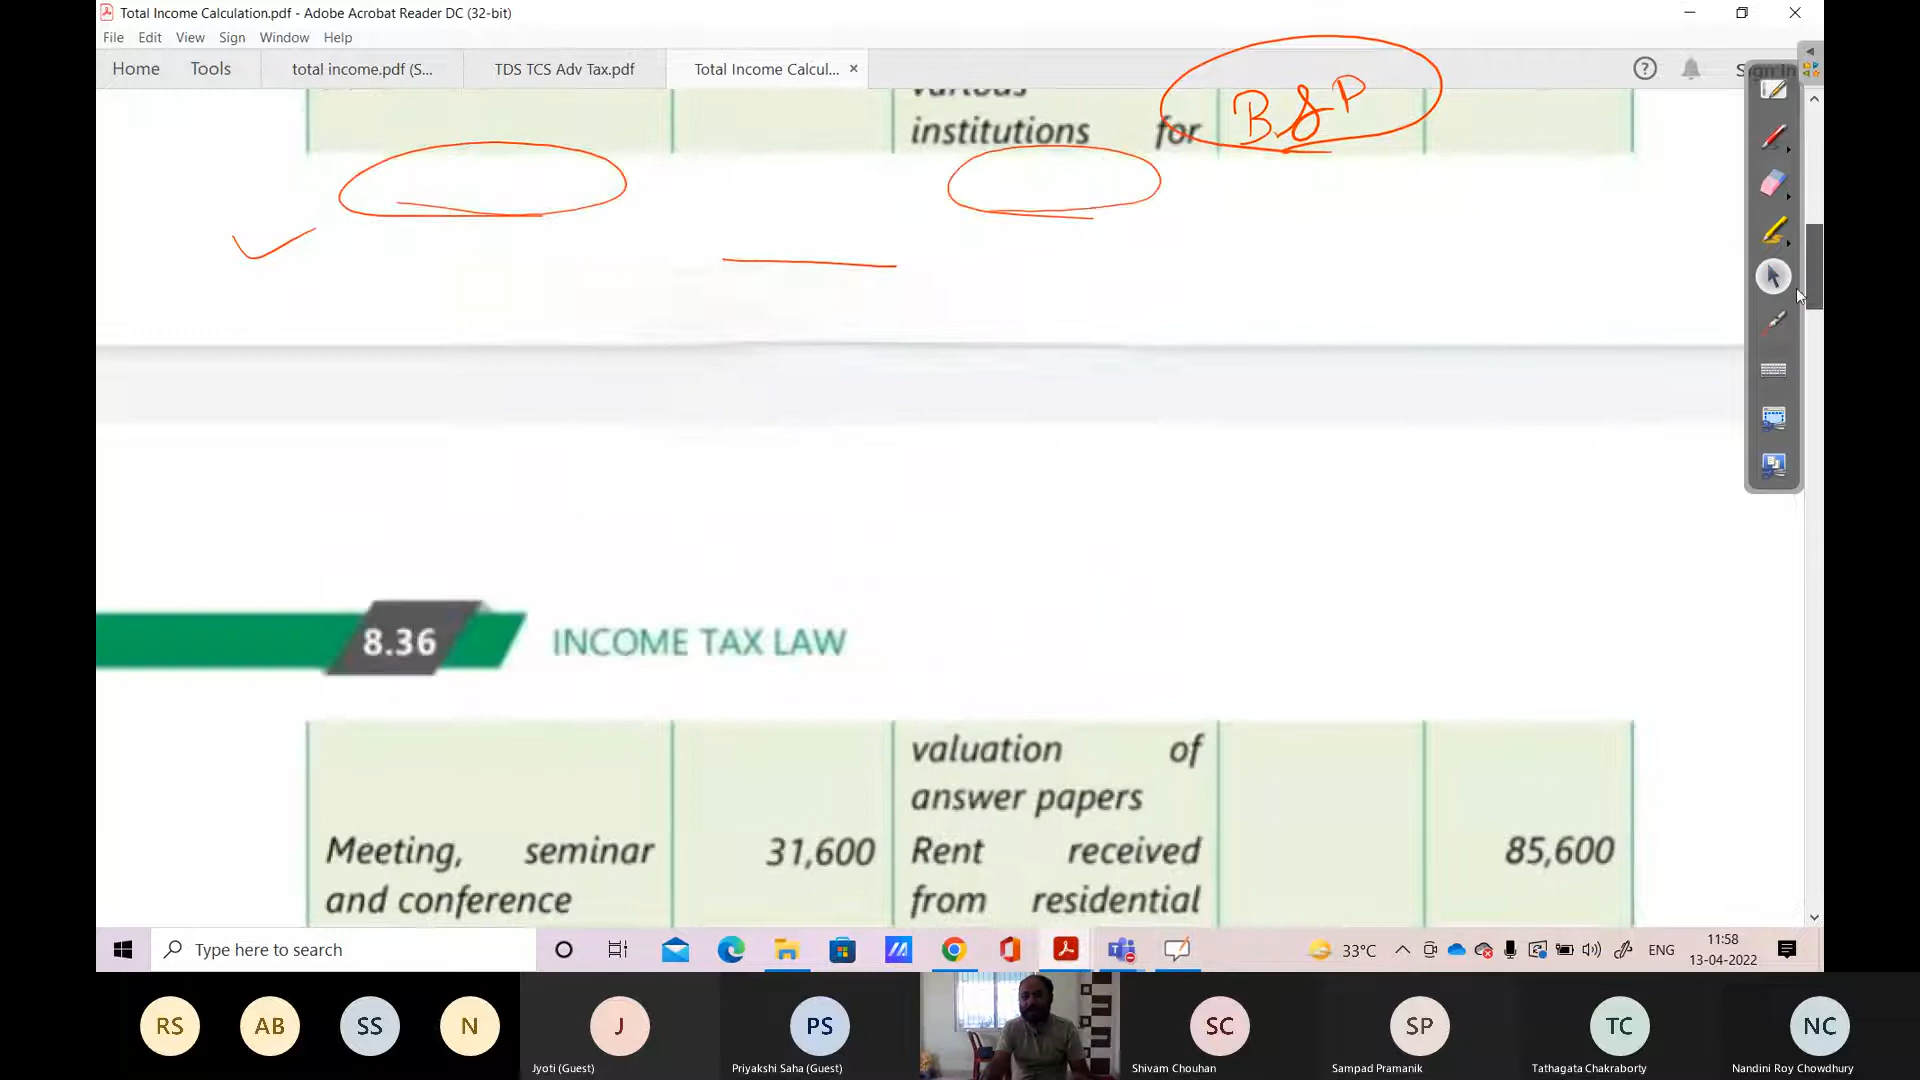 Total Income Calculation.pdf - Adobe Acrobat Reader DC (32-bit)
File Edit View Sign Window Help
Home Tools total income.pdf (S... TDS TCS Adv Tax.pdf Total Income Calcul... × Sign In
various
institutions for
B&P
8.36 INCOME TAX LAW
valuation of
answer papers
Meeting, seminar 31,600 Rent received 85,600
and conference from residential
Type here to search 33°C ENG 11:58
13-04-2022
RS AB SS N J PS SC SP TC NC
Jyoti (Guest) Priyakshi Saha (Guest) Shivam Chouhan Sampad Pramanik Tathagata Chakraborty Nandini Roy Chowdhury